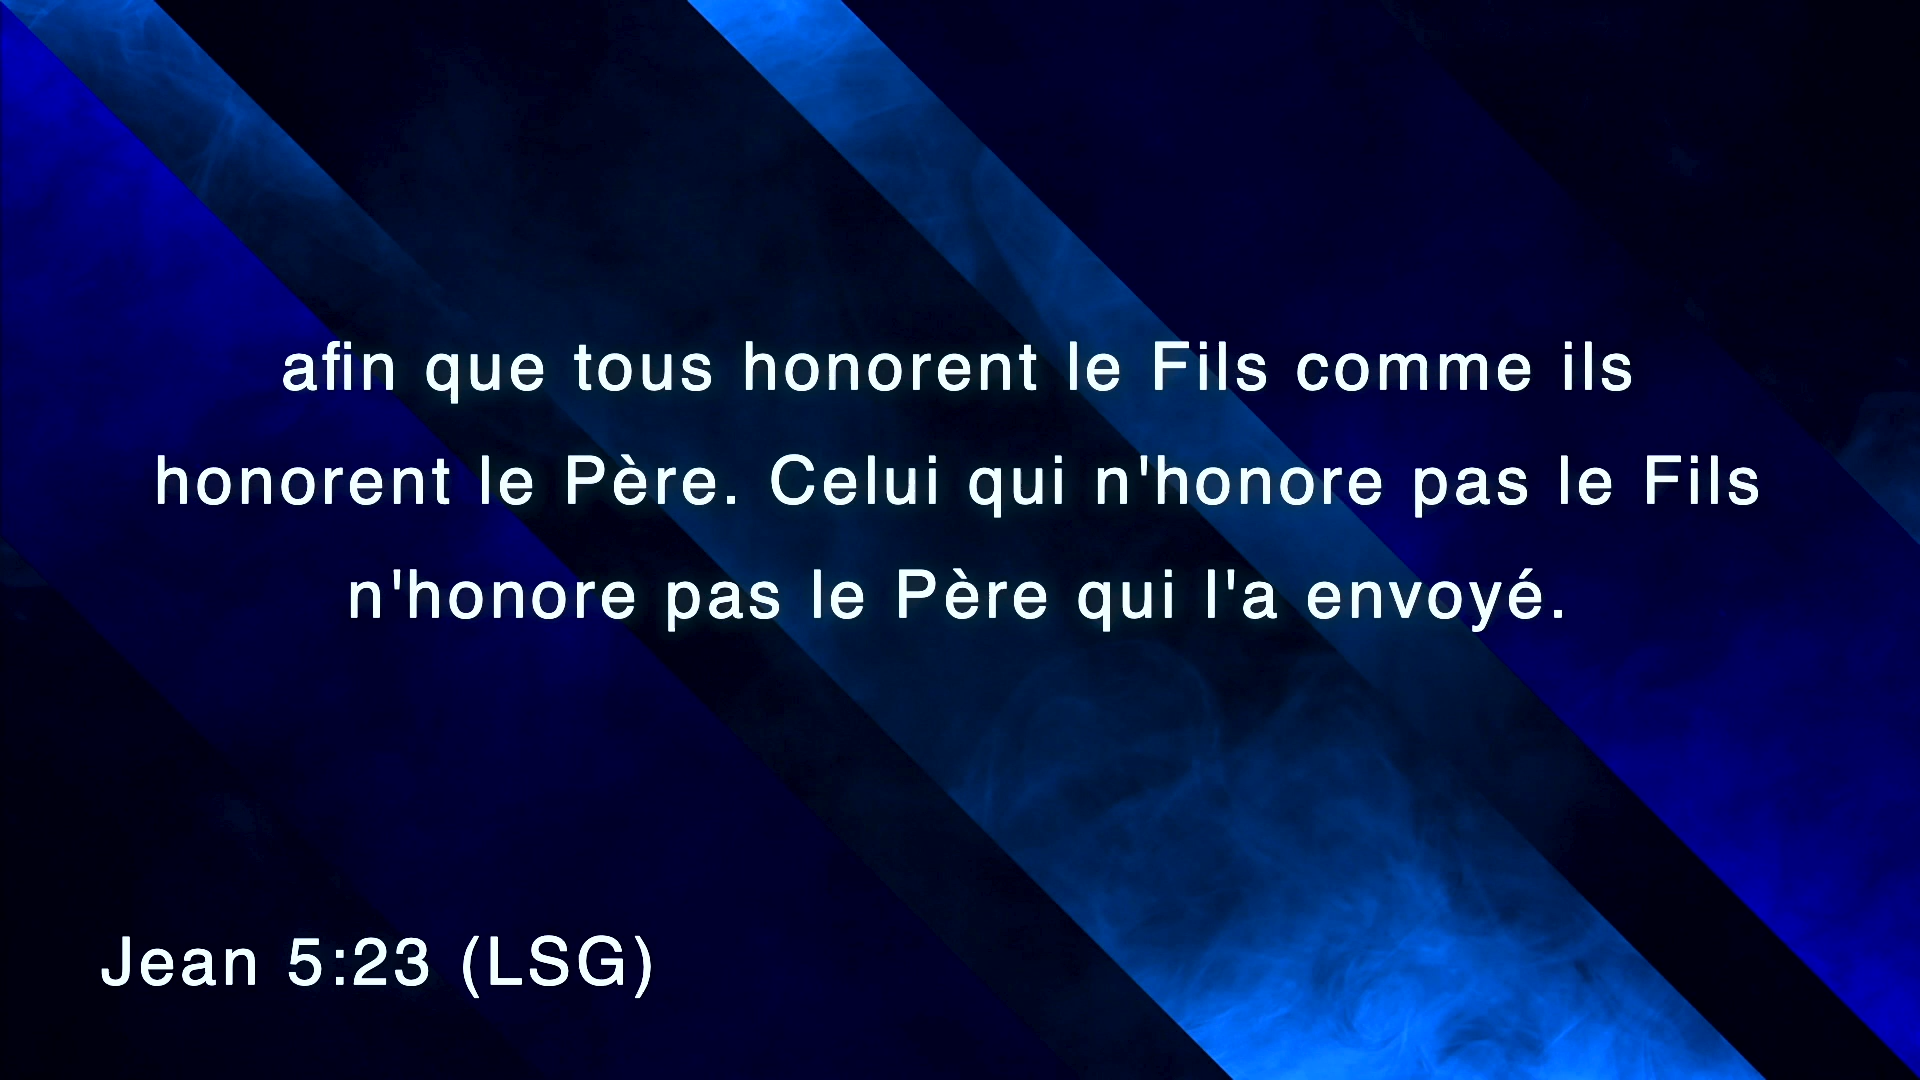 afin que tous honorent le Fils comme ils
honorent le Père. Celui qui n'honore pas le Fils
n'honore pas le Père qui l'a envoyé.
Jean 5:23 (LSG)